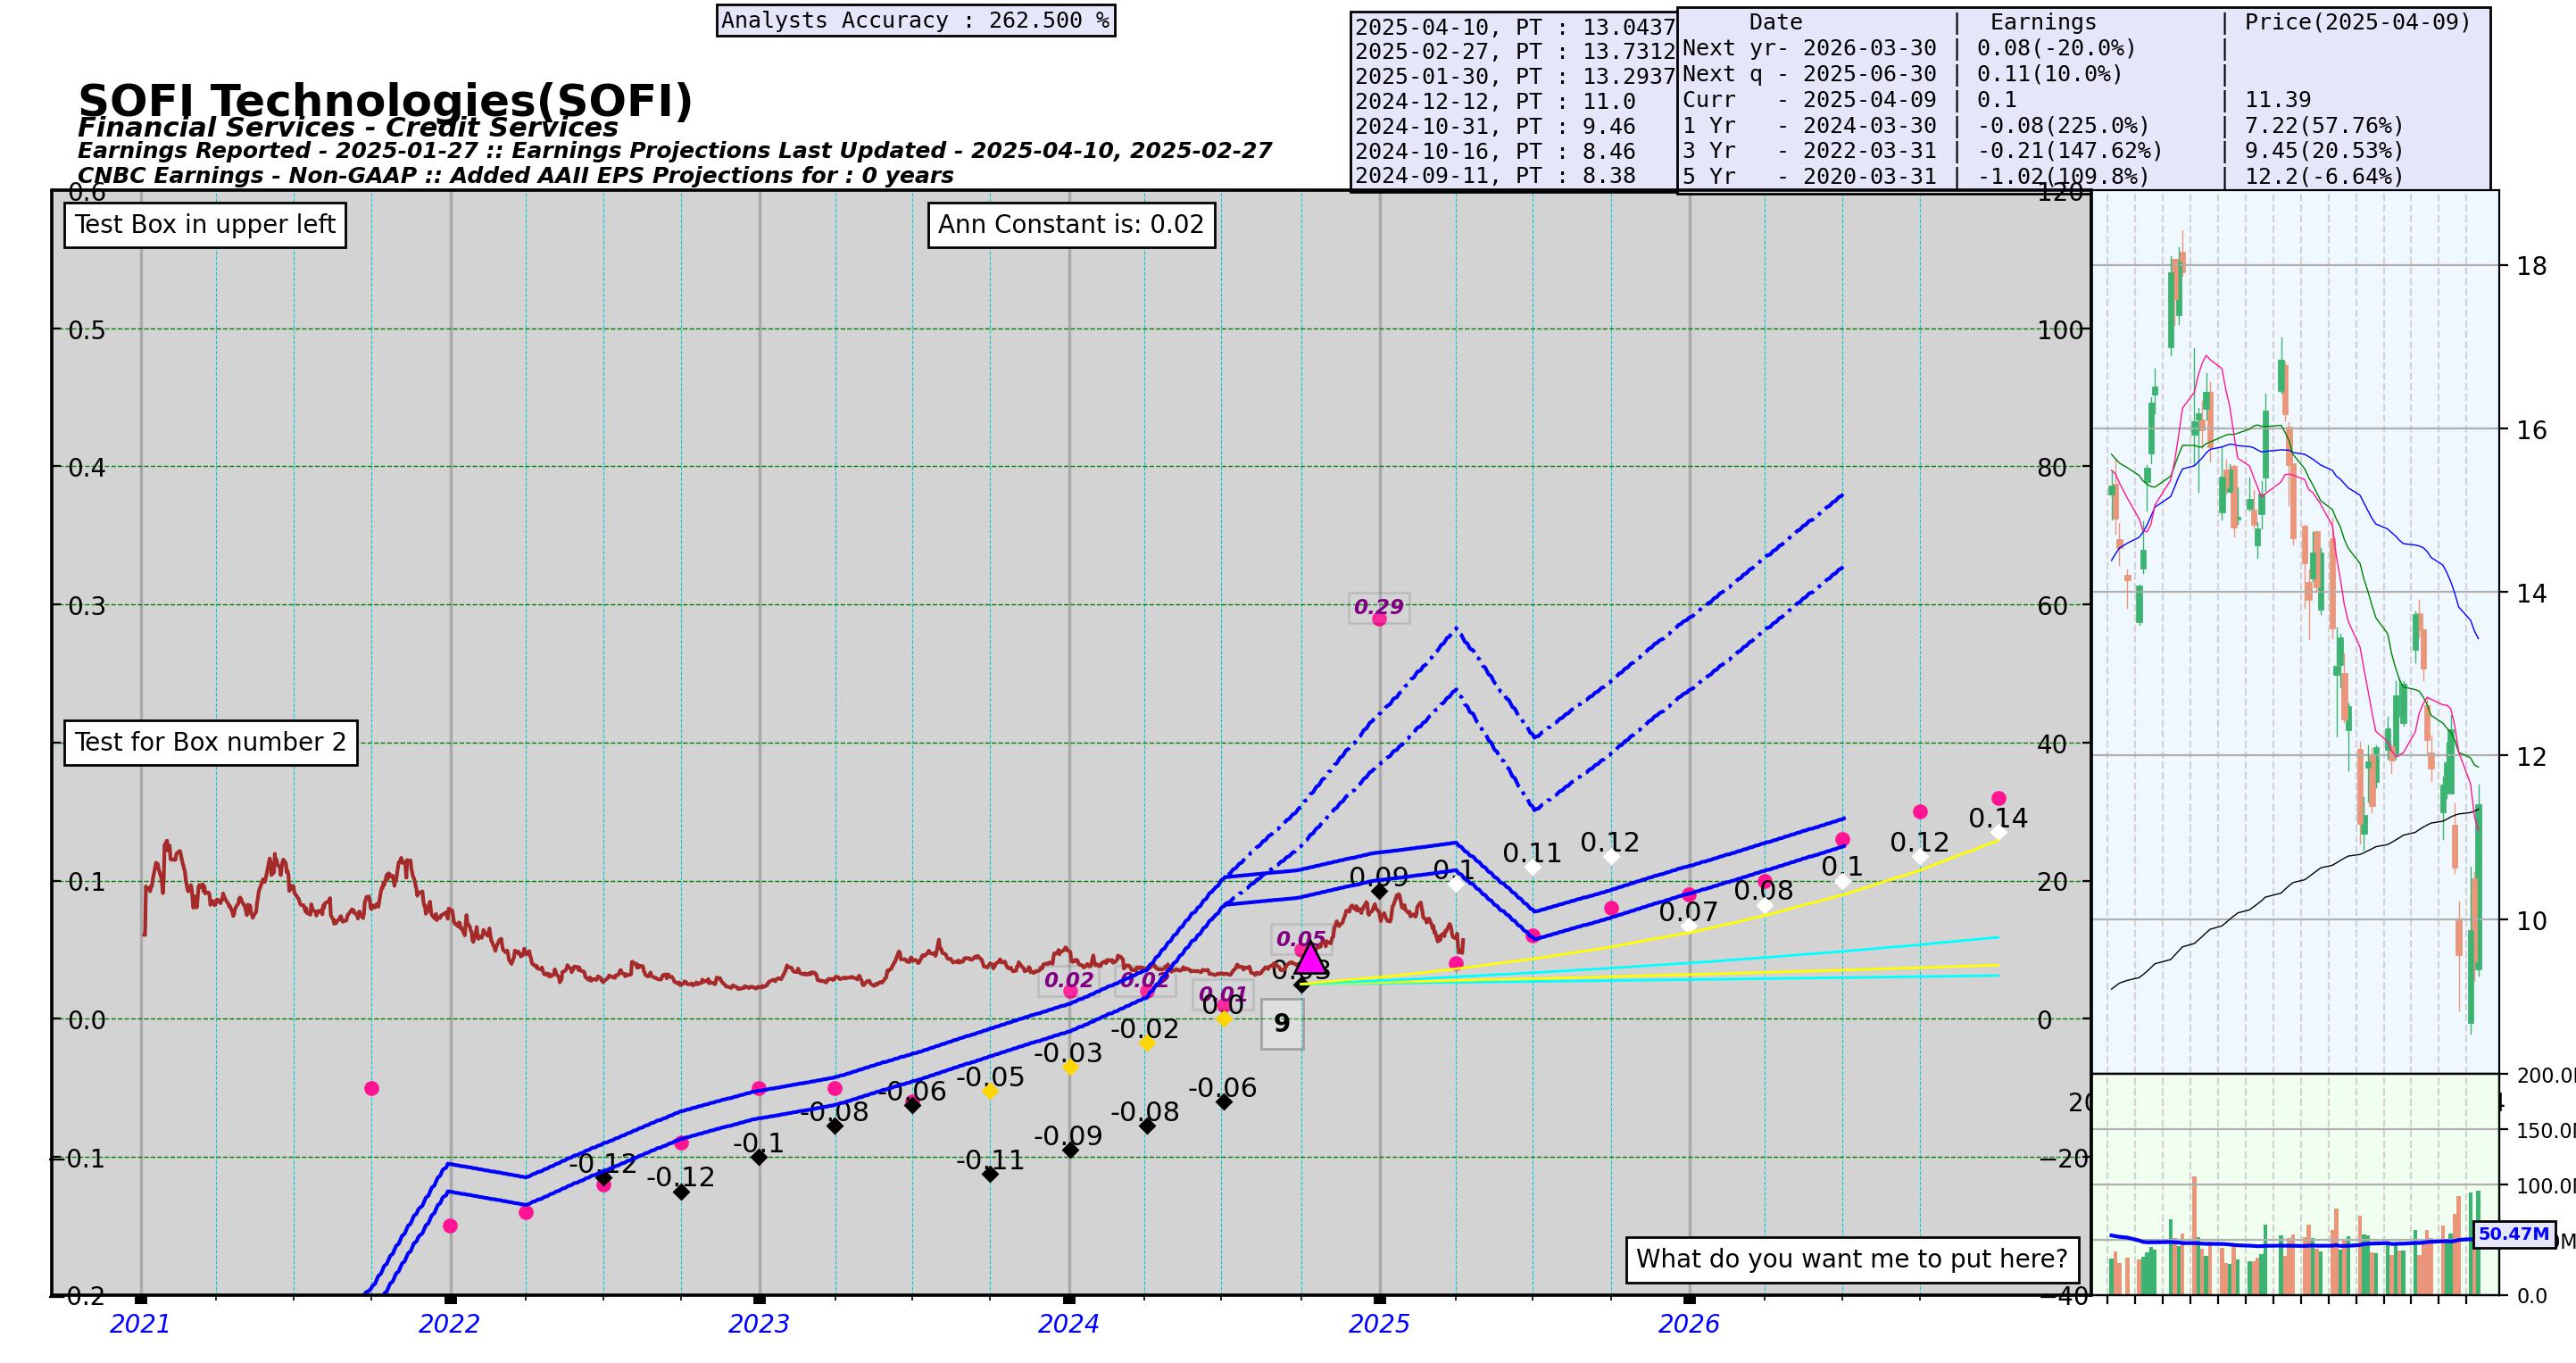 Analysts Accuracy : 262.500 %
2025-04-10, PT : 13.0437
2025-02-27, PT : 13.7312
2025-01-30, PT : 13.2937
2024-12-12, PT : 11.0
2024-10-31, PT : 9.46
2024-10-16, PT : 8.46
2024-09-11, PT : 8.38
Date | Earnings | Price(2025-04-09)
Next yr- 2026-03-30 | 0.08(-20.0%) |
Next q - 2025-06-30 | 0.11(10.0%) |
Curr - 2025-04-09 | 0.1 | 11.39
1 Yr - 2024-03-30 | -0.08(225.0%) | 7.22(57.76%)
3 Yr - 2022-03-31 | -0.21(147.62%) | 9.45(20.53%)
5 Yr - 2020-03-31 | -1.02(109.8%) | 12.2(-6.64%)
SOFI Technologies(SOFI)
Financial Services - Credit Services
Earnings Reported - 2025-01-27 :: Earnings Projections Last Updated - 2025-04-10, 2025-02-27
CNBC Earnings - Non-GAAP :: Added AAII EPS Projections for : 0 years
0.6
120
Test Box in upper left
Ann Constant is: 0.02
18
0.5
100
16
0.4
80
14
0.3
0.29
60
Test for Box number 2
40
12
0.14
0.11
0.12
0.12
0.1
0.09
0.1
0.1
20
0.08
0.07
10
0.05
0.03
0.02
0.02
0.01
0.0
0.0
0
9
-0.02
-0.03
-0.05
-0.06
-0.06
-0.08
-0.08
-0.09
-0.1
-0.11
-0.12
-0.12
−0.1
−20
200.0
150.0
100.0
50.47M
What do you want me to put here?
−0.2
−40
0.0
2021
2022
2023
2024
2025
2026